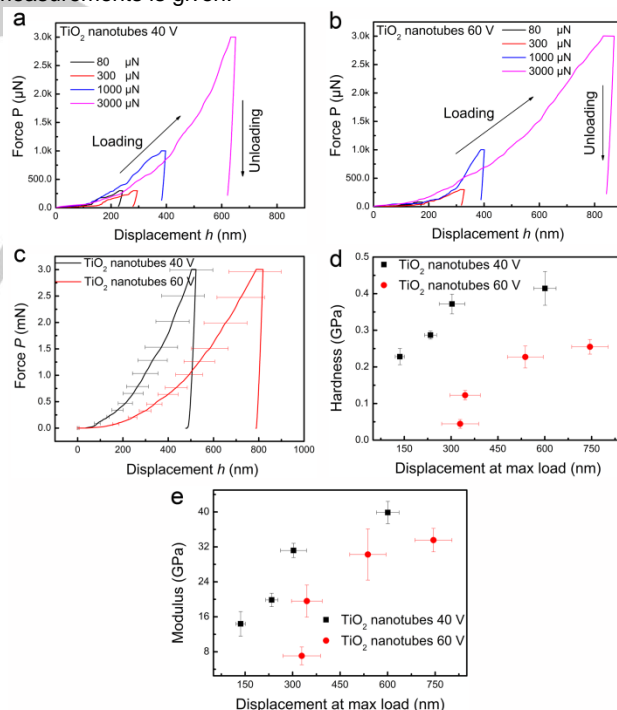 measurements is given.
a
TiO2 nanotubes 40 V
80 µN
300 µN
1000 µN
3000 µN
Loading
Unloading
Force P (µN)
3.0k
2.5k
2.0k
1.5k
1.0k
500.0
0.0
0 200 400 600 800
Displacement h (nm)
b
TiO2 nanotubes 60 V
80 µN
300 µN
1000 µN
3000 µN
Loading
Unloading
Force P (µN)
3.0k
2.5k
2.0k
1.5k
1.0k
500.0
0.0
0 200 400 600 800
Displacement h (nm)
c
TiO2 nanotubes 40 V
TiO2 nanotubes 60 V
Force P (mN)
3.0
2.5
2.0
1.5
1.0
0.5
0.0
0 200 400 600 800 1000
Displacement h (nm)
d
TiO2 nanotubes 40 V
TiO2 nanotubes 60 V
Hardness (GPa)
0.5
0.4
0.3
0.2
0.1
0.0
150 300 450 600 750
Displacement at max load (nm)
e
Modulus (GPa)
40
32
24
16
8
TiO2 nanotubes 40 V
TiO2 nanotubes 60 V
150 300 450 600 750
Displacement at max load (nm)